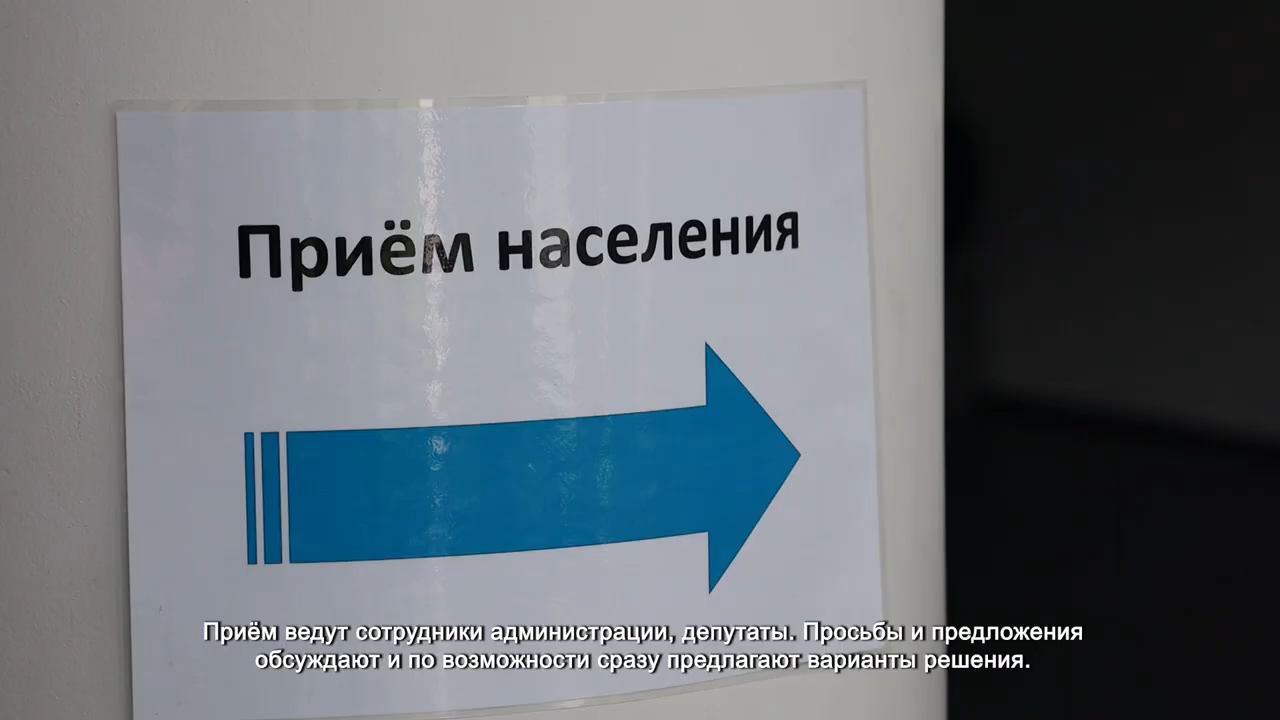 Приём населения
Приём ведут сотрудники администрации, депутаты. Просьбы и предложения
обсуждают и по возможности сразу предлагают варианты решения.